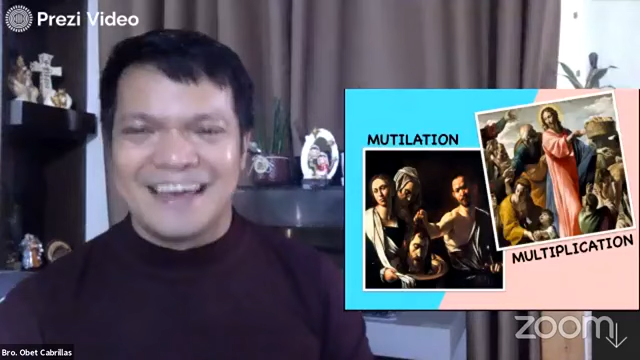 Prezi Video
MUTILATION
MULTIPLICATION
zoom
Bro. Obet Cabrillas